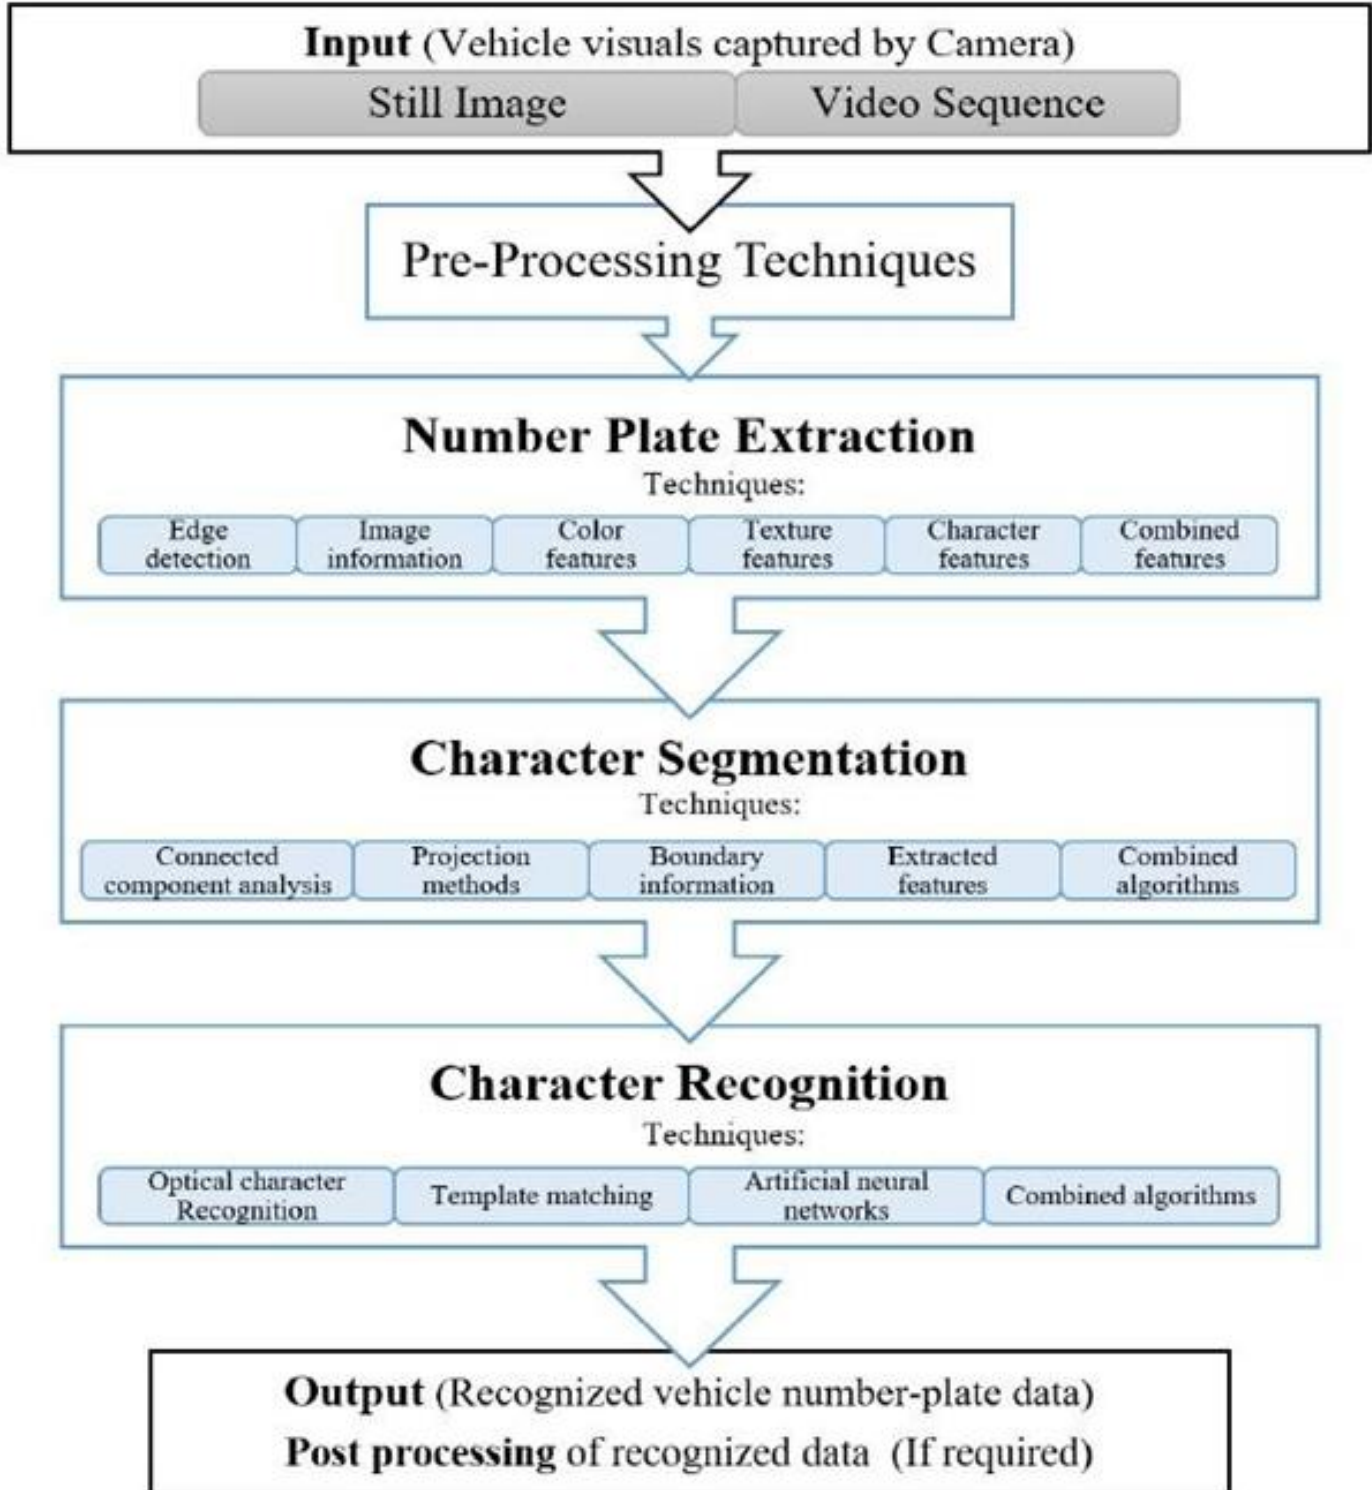 Input (Vehicle visuals captured by Camera)
Still Image
Video Sequence
Pre-Processing Techniques
Number Plate Extraction
Techniques:
Edge
detection
Image
information
Color
features
Texture
features
Character
features
Combined
features
Character Segmentation
Techniques:
Connected
component analysis
Projection
methods
Boundary
information
Extracted
features
Combined
algorithms
Character Recognition
Techniques:
Optical character
Recognition
Template matching
Artificial neural
networks
Combined algorithms
Output (Recognized vehicle number-plate data)
Post processing of recognized data (If required)